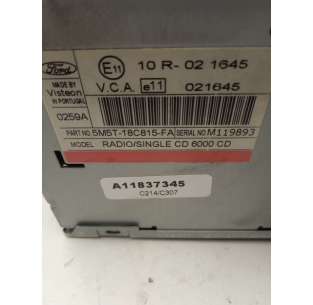 Ford
MADE BY
Visteon
IN PORTUGAL
0259A
E11 10 R- 02 1645
V.C.A. e11 021645
PART NO 5M5T-18C815-FA SERIAL NO M119893
MODEL RADIO/SINGLE CD 6000 CD
A11837345
C214/C307